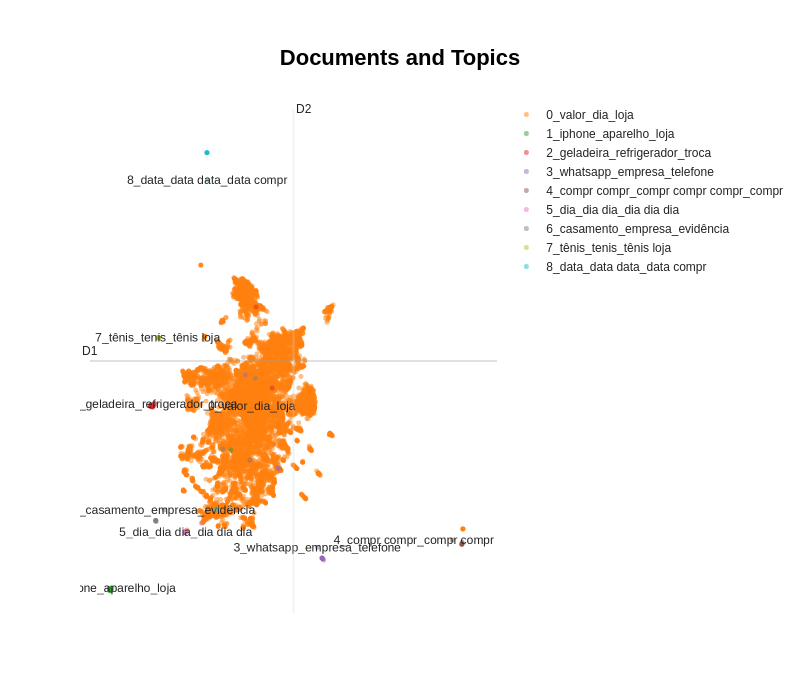 Documents and Topics
D2
0_valor_dia_loja
1_iphone_aparelho_loja
2_geladeira_refrigerador_troca
3_whatsapp_empresa_telefone
4_compr compr_compr compr compr_compr
5_dia_dia dia_dia dia dia
6_casamento_empresa_evidência
7_tênis_tenis_tênis loja
8_data_data data_data compr
8_data_data data_data compr
7_tênis_tenis_tênis loja
D1
_geladeira_refrigerador_troca
0_valor_dia_loja
_casamento_empresa_evidência
5_dia_dia dia_dia dia dia
4_compr compr_compr compr
3_whatsapp_empresa_telefone
one_aparelho_loja